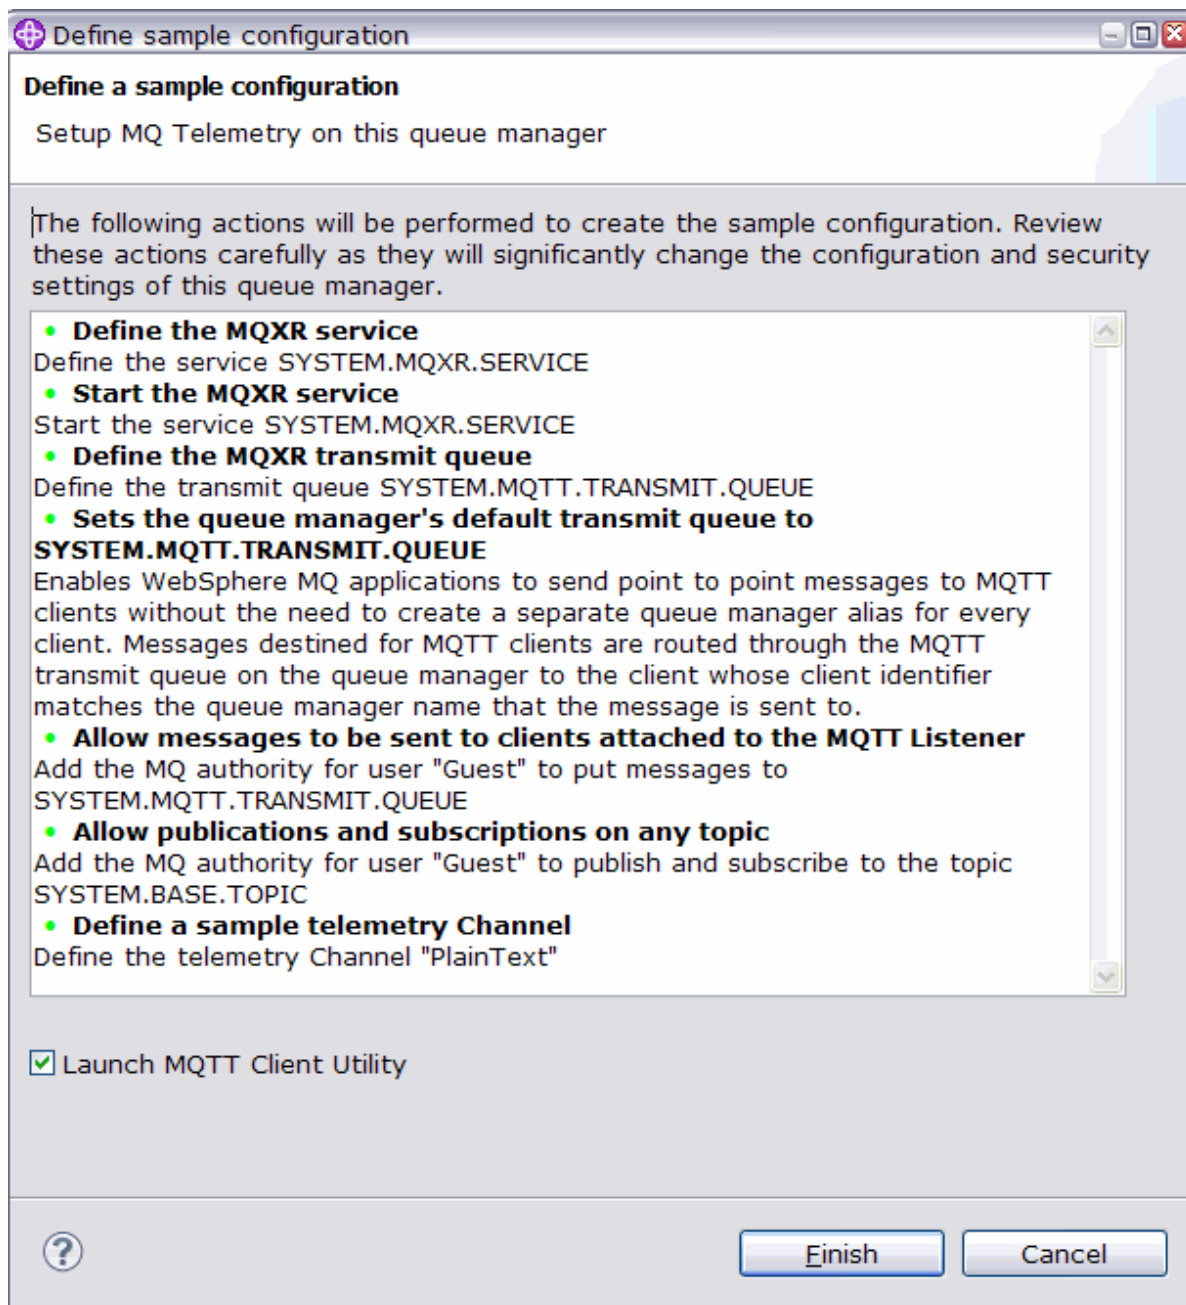 Define sample configuration
Define a sample configuration
Setup MQ Telemetry on this queue manager
The following actions will be performed to create the sample configuration. Review
these actions carefully as they will significantly change the configuration and security
settings of this queue manager.
• Define the MQXR service
Define the service SYSTEM.MQXR.SERVICE
• Start the MQXR service
Start the service SYSTEM.MQXR.SERVICE
• Define the MQXR transmit queue
Define the transmit queue SYSTEM.MQTT.TRANSMIT.QUEUE
• Sets the queue manager's default transmit queue to
SYSTEM.MQTT.TRANSMIT.QUEUE
Enables WebSphere MQ applications to send point to point messages to MQTT
clients without the need to create a separate queue manager alias for every
client. Messages destined for MQTT clients are routed through the MQTT
transmit queue on the queue manager to the client whose client identifier
matches the queue manager name that the message is sent to.
• Allow messages to be sent to clients attached to the MQTT Listener
Add the MQ authority for user "Guest" to put messages to
SYSTEM.MQTT.TRANSMIT.QUEUE
• Allow publications and subscriptions on any topic
Add the MQ authority for user "Guest" to publish and subscribe to the topic
SYSTEM.BASE.TOPIC
• Define a sample telemetry Channel
Define the telemetry Channel "PlainText"
Launch MQTT Client Utility
?
Finish
Cancel